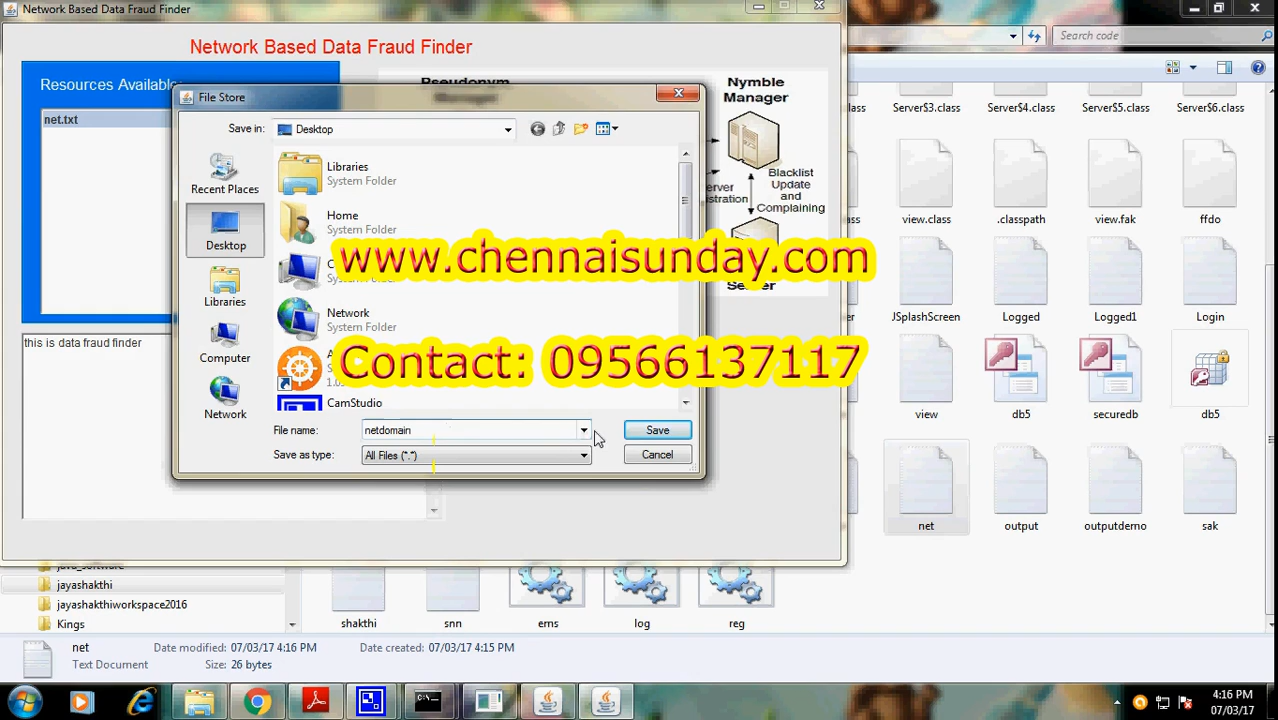 Network Based Data Fraud Finder
Network Based Data Fraud Finder
Resources Available:
net.txt
this is data fraud finder
Pseudonym
Manager
Nymble
Manager
Blacklist
Update
and
Complaining
File Store
Save in:
Desktop
Recent Places
Desktop
Libraries
Computer
Network
Libraries
System Folder
Home
System Folder
Network
System Folder
CamStudio
File name:
netdomain
Save
Save as type:
All Files (*.*)
Cancel
www.chennaisunday.com
Contact: 09566137117
Search code
Server$3.class
Server$4.class
Server$5.class
Server$6.class
view.class
.classpath
view.fak
ffdo
JSplashScreen
Logged
Logged1
Login
view
db5
securedb
db5
net
output
outputdemo
sak
java_software
jayashakthi
jayashakthiworkspace2016
Kings
shakthi
snn
erns
log
reg
net
Date modified: 07/03/17 4:16 PM
Date created: 07/03/17 4:15 PM
Text Document
Size: 26 bytes
4:16 PM
07/03/17